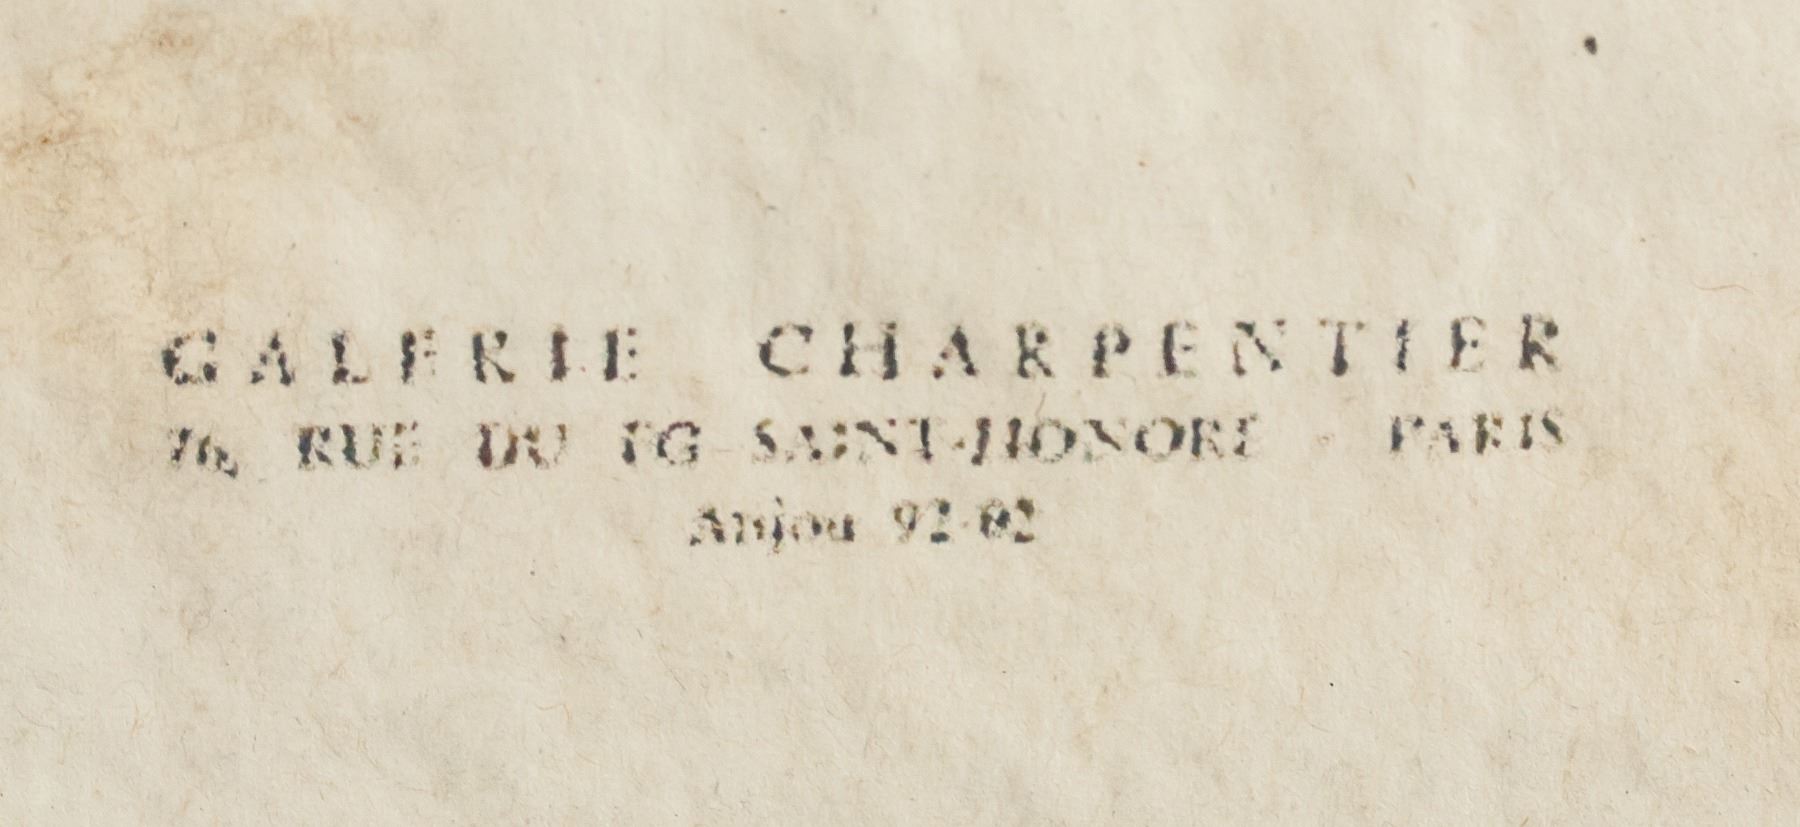 GALERIE CHARPENTIER
76, RUE DU FG SAINT-HONORE - PARIS
Anjou 92-02